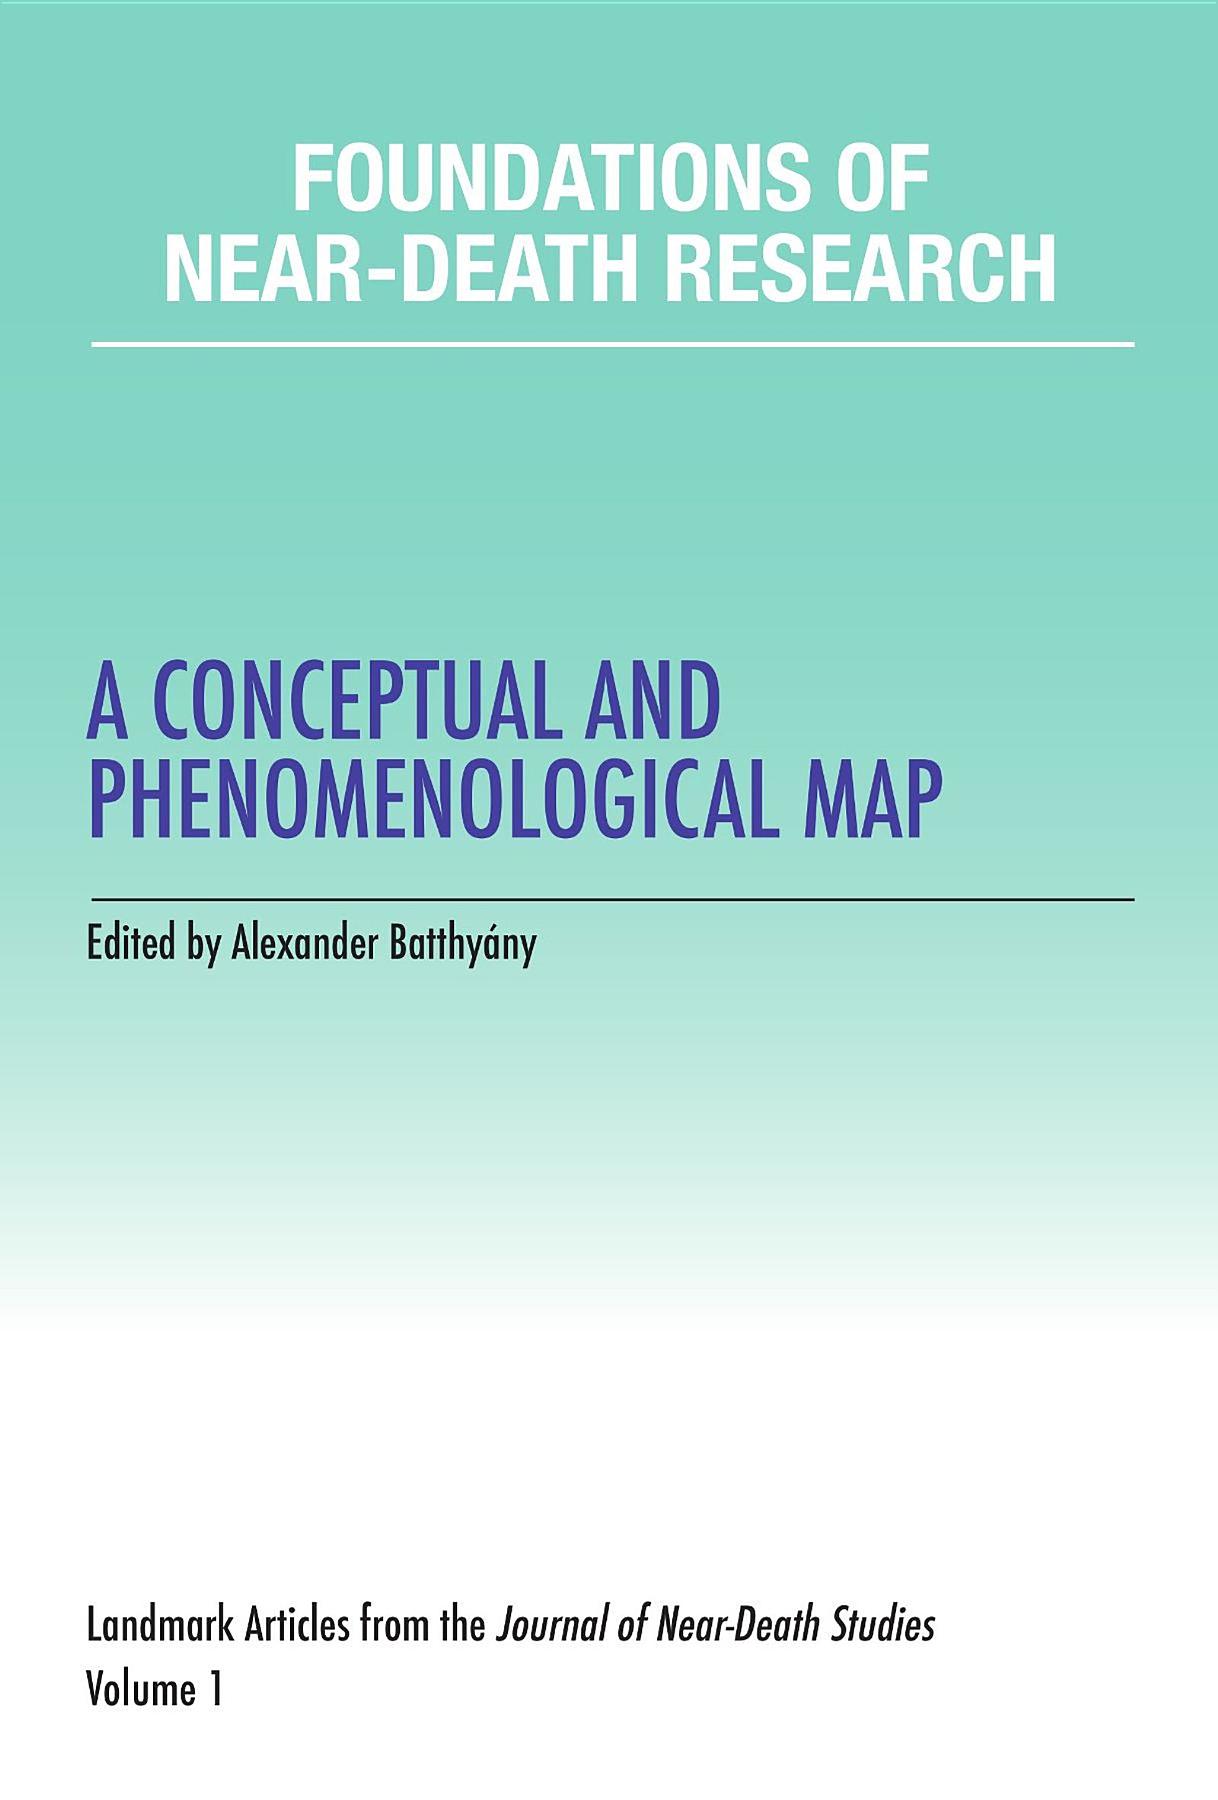 FOUNDATIONS OF
NEAR-DEATH RESEARCH
A CONCEPTUAL AND
PHENOMENOLOGICAL MAP
Edited by Alexander Batthyány
Landmark Articles from the Journal of Near-Death Studies
Volume 1